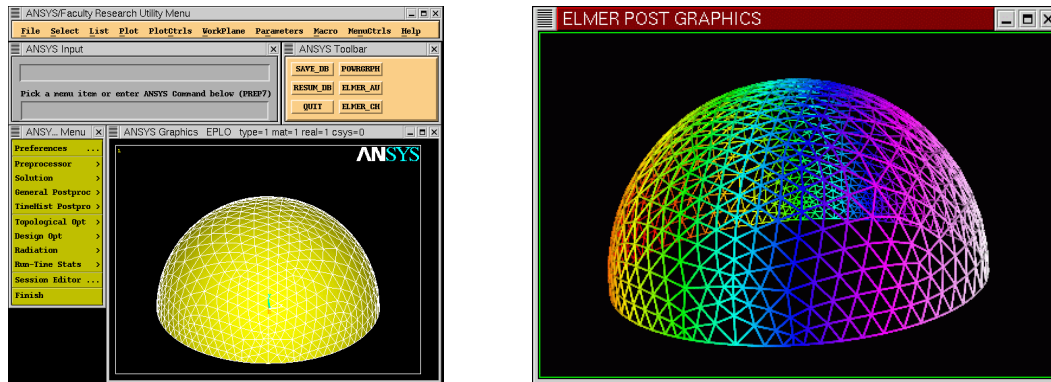 ANSYS/Faculty Research Utility Menu
File Select List Plot PlotCtrls WorkPlane Parameters Macro MenuCtrls Help
ANSYS Input
ANSYS Toolbar
SAVE_DB POWRGRPH
Pick a menu item or enter ANSYS Command below (PREP7)
RESUM_DB ELMER_AU
QUIT ELMER_CH
ANSY... Menu
ANSYS Graphics EPLO type=1 mat=1 real=1 csys=0
Preferences ...
Preprocessor >
Solution >
General Postproc >
TimeHist Postpro >
Topological Opt >
Design Opt >
Radiation >
Run-Time Stats >
Session Editor ...
Finish
1
ANSYS
ELMER POST GRAPHICS